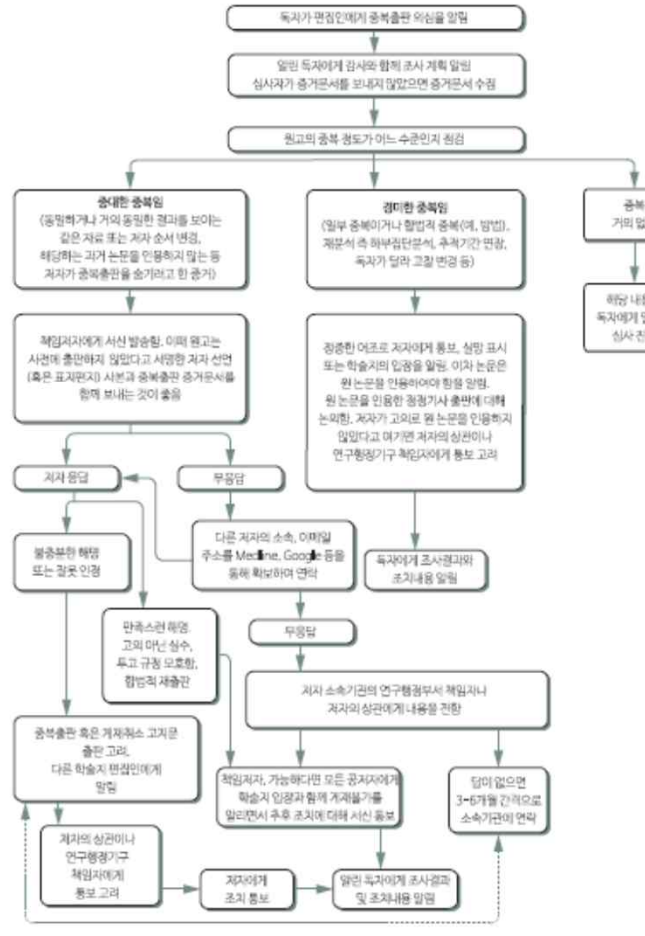 독자가 편집인에게 중복출판 의심을 알림
알린 독자에게 감사와 함께 조사 계획 알림
심사자가 증거문서를 보내지 않았으면 증거문서 수집
원고의 중복 정도가 어느 수준인지 점검
중대한 중복임
(동일하거나 거의 동일한 결과를 보이는
같은 자료 또는 저자 순서 변경,
해당하는 과거 논문을 인용하지 않는 등
저자가 중복출판을 숨기려고 한 증거)
경미한 중복임
(일부 중복이거나 합법적 중복(예, 방법),
재분석 즉 하부집단분석, 추적기간 연장,
독자가 달라 고찰 변경 등)
중복
거의 없
책임저자에게 서신 발송함. 이때 원고는
사전에 출판하지 않았다고 서명한 저자 선언
(혹은 표지편지) 사본과 중복출판 증거문서를
함께 보내는 것이 좋음
정중한 어조로 저자에게 통보, 실망 표시
또는 학술지의 입장을 알림. 이차 논문은
원 논문을 인용하여야 함을 알림.
원 논문을 인용한 정정기사 출판에 대해
논의함. 저자가 고의로 원 논문을 인용하지
않았다고 여기면 저자의 상관이나
연구행정기구 책임자에게 통보 고려
해당 내용
독자에게 알
심사 진
저자 응답
무응답
불충분한 해명
또는 잘못 인정
다른 저자의 소속, 이메일
주소를 Medline, Google 등을
통해 확보하여 연락
독자에게 조사결과와
조치내용 알림
만족스런 해명.
고의 아닌 실수,
투고 규정 모호함,
합법적 재출판
무응답
저자 소속기관의 연구행정부서 책임자나
저자의 상관에게 내용을 전함
중복출판 혹은 게재취소 고지문
출판 고려.
다른 학술지 편집인에게
알림
책임저자, 가능하다면 모든 공저자에게
학술지 입장과 함께 게재불가를
알리면서 추후 조치에 대해 서신 통보
답이 없으면
3-6개월 간격으로
소속기관에 연락
저자의 상관이나
연구행정기구
책임자에게
통보 고려
저자에게
조치 통보
알린 독자에게 조사결과
및 조치내용 알림